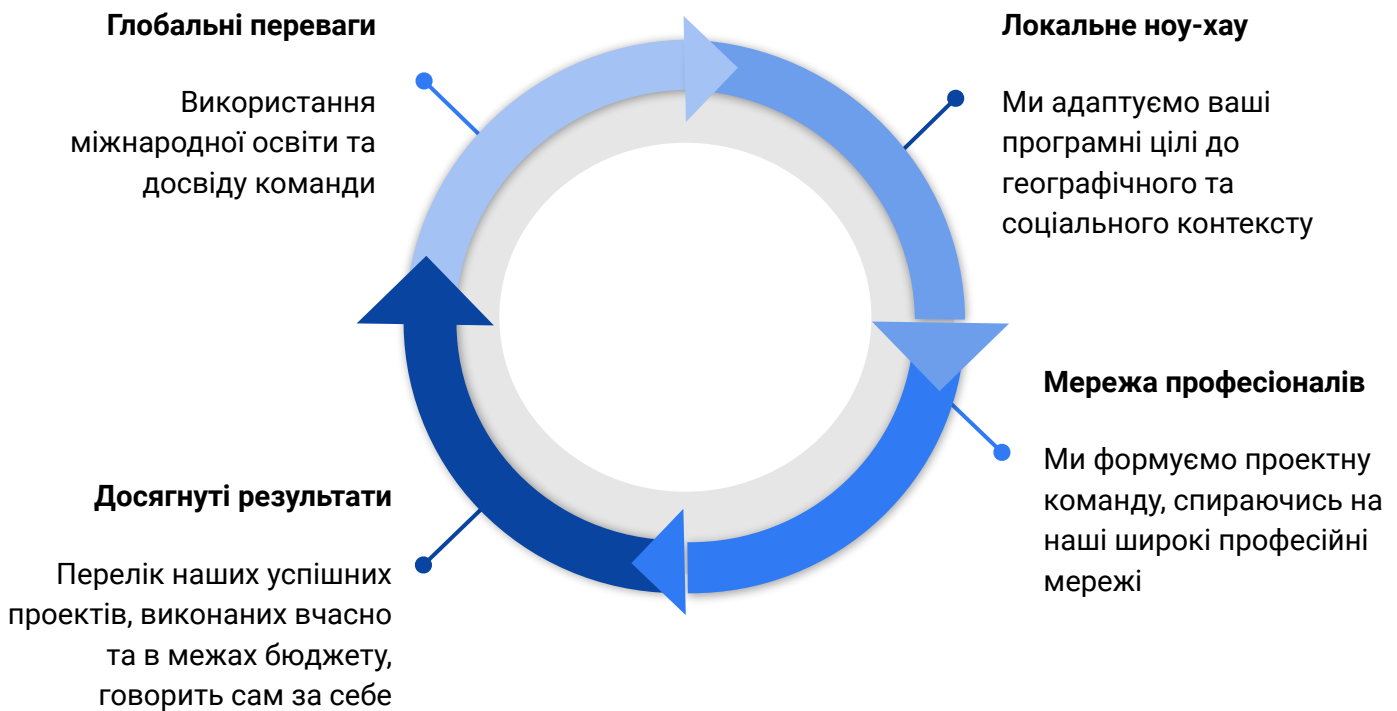 Глобальні переваги
Використання
міжнародної освіти та
досвіду команди
Локальне ноу-хау
Ми адаптуємо ваші
програмні цілі до
географічного та
соціального контексту
Мережа професіоналів
Ми формуємо проектну
команду, спираючись на
наші широкі професійні
мережі
Досягнуті результати
Перелік наших успішних
проектів, виконаних вчасно
та в межах бюджету,
говорить сам за себе